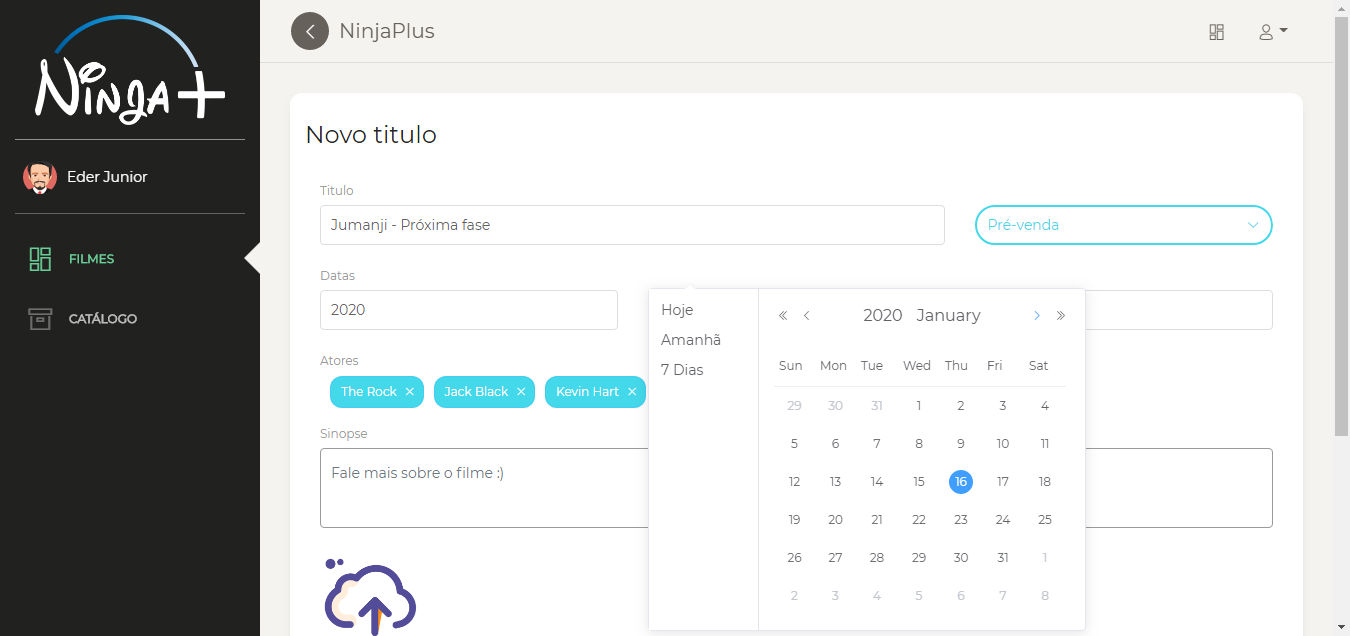 Ninja+
NinjaPlus
Eder Junior
FILMES
CATÁLOGO
Novo titulo
Titulo
Jumanji - Próxima fase
Pré-venda
Datas
2020
Atores
The Rock ×
Jack Black ×
Kevin Hart ×
Sinopse
Fale mais sobre o filme :)
Hoje
Amanhã
7 Dias
2020 January
Sun Mon Tue Wed Thu Fri Sat
29 30 31 1 2 3 4
5 6 7 8 9 10 11
12 13 14 15 16 17 18
19 20 21 22 23 24 25
26 27 28 29 30 31 1
2 3 4 5 6 7 8